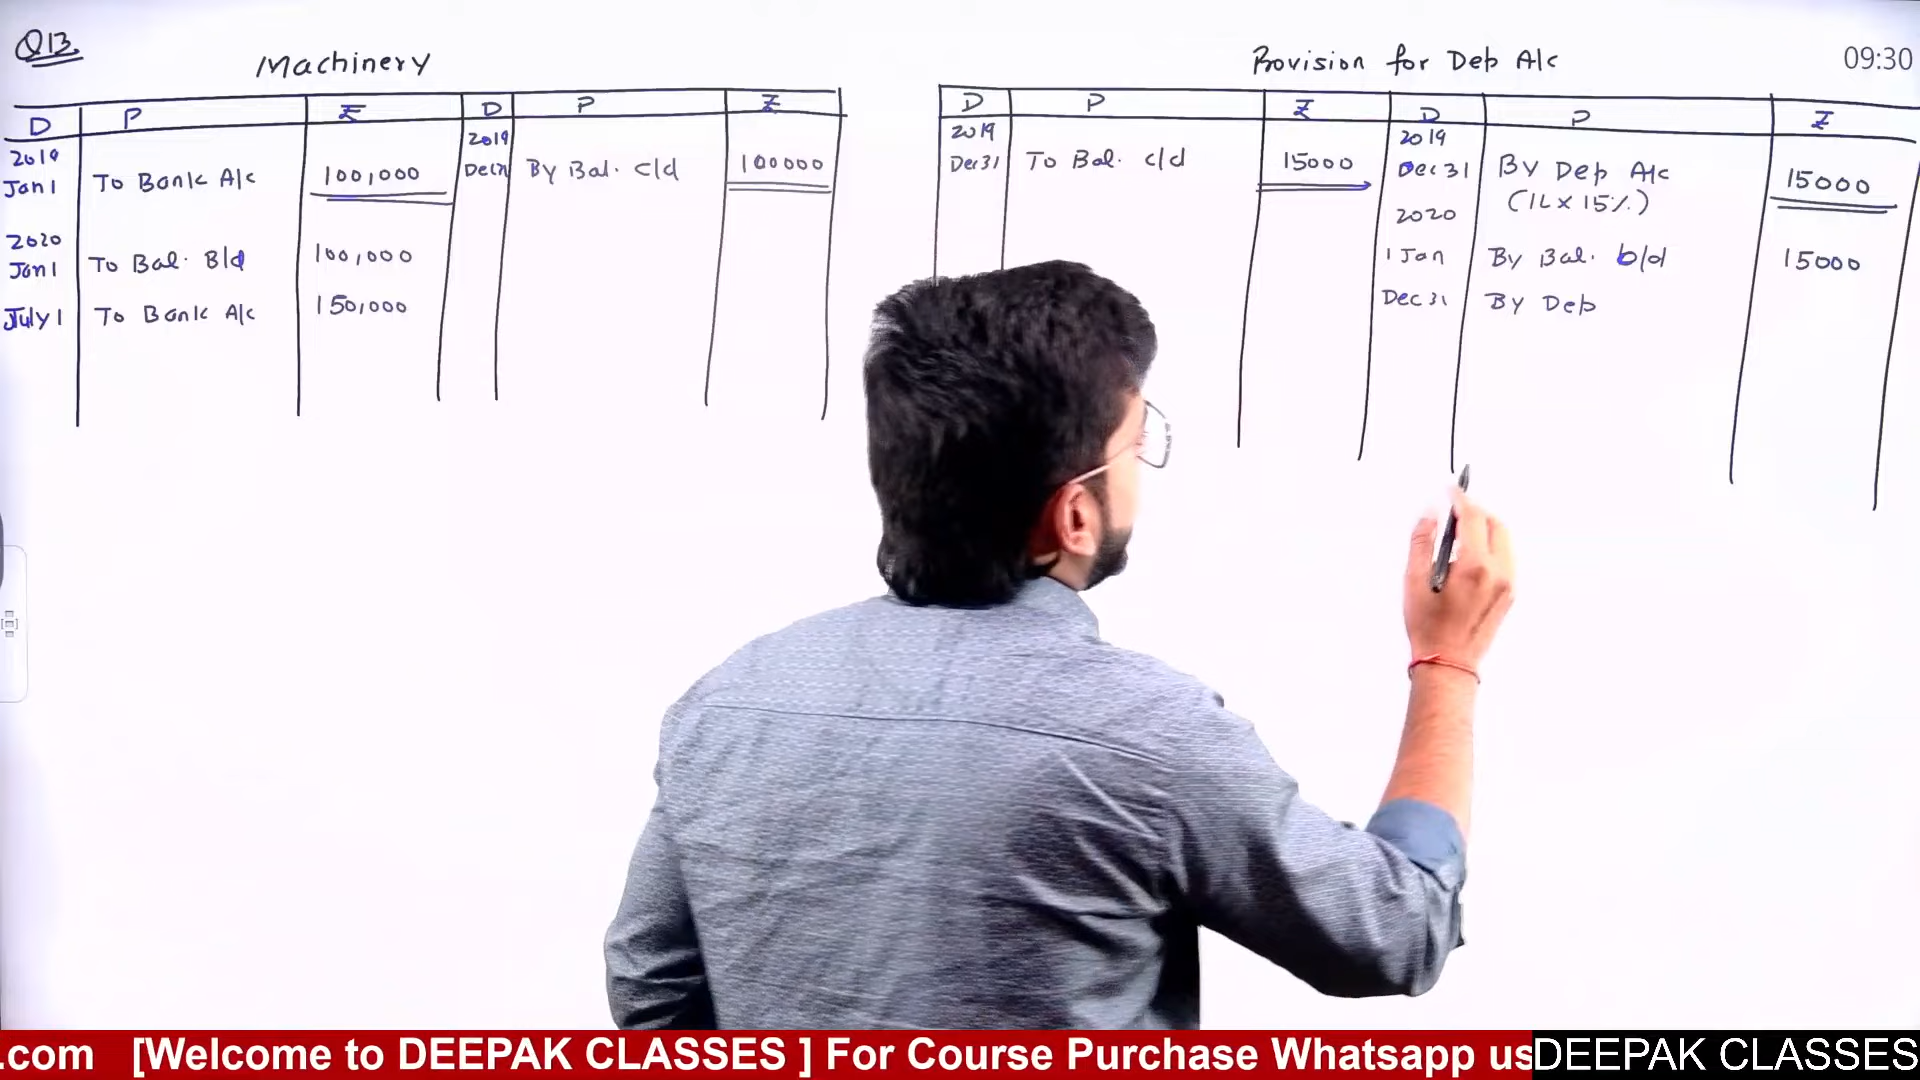 Q13.
Machinery
D P ₹ D P ₹
2019 2019
Jan 1 To Bank A/c 100,000 Dec 31 By Bal. C/d 100000
2020
Jan 1 To Bal. B/d 100,000
July 1 To Bank A/c 150,000
Provision for Dep A/c
09:30
D P ₹ D P ₹
2019 2019
Dec 31 To Bal. c/d 15000 Dec 31 By Dep A/c 15000
(1L x 15%)
2020
1 Jan By Bal. b/d 15000
Dec 31 By Dep
.com [Welcome to DEEPAK CLASSES ] For Course Purchase Whatsapp us
DEEPAK CLASSES